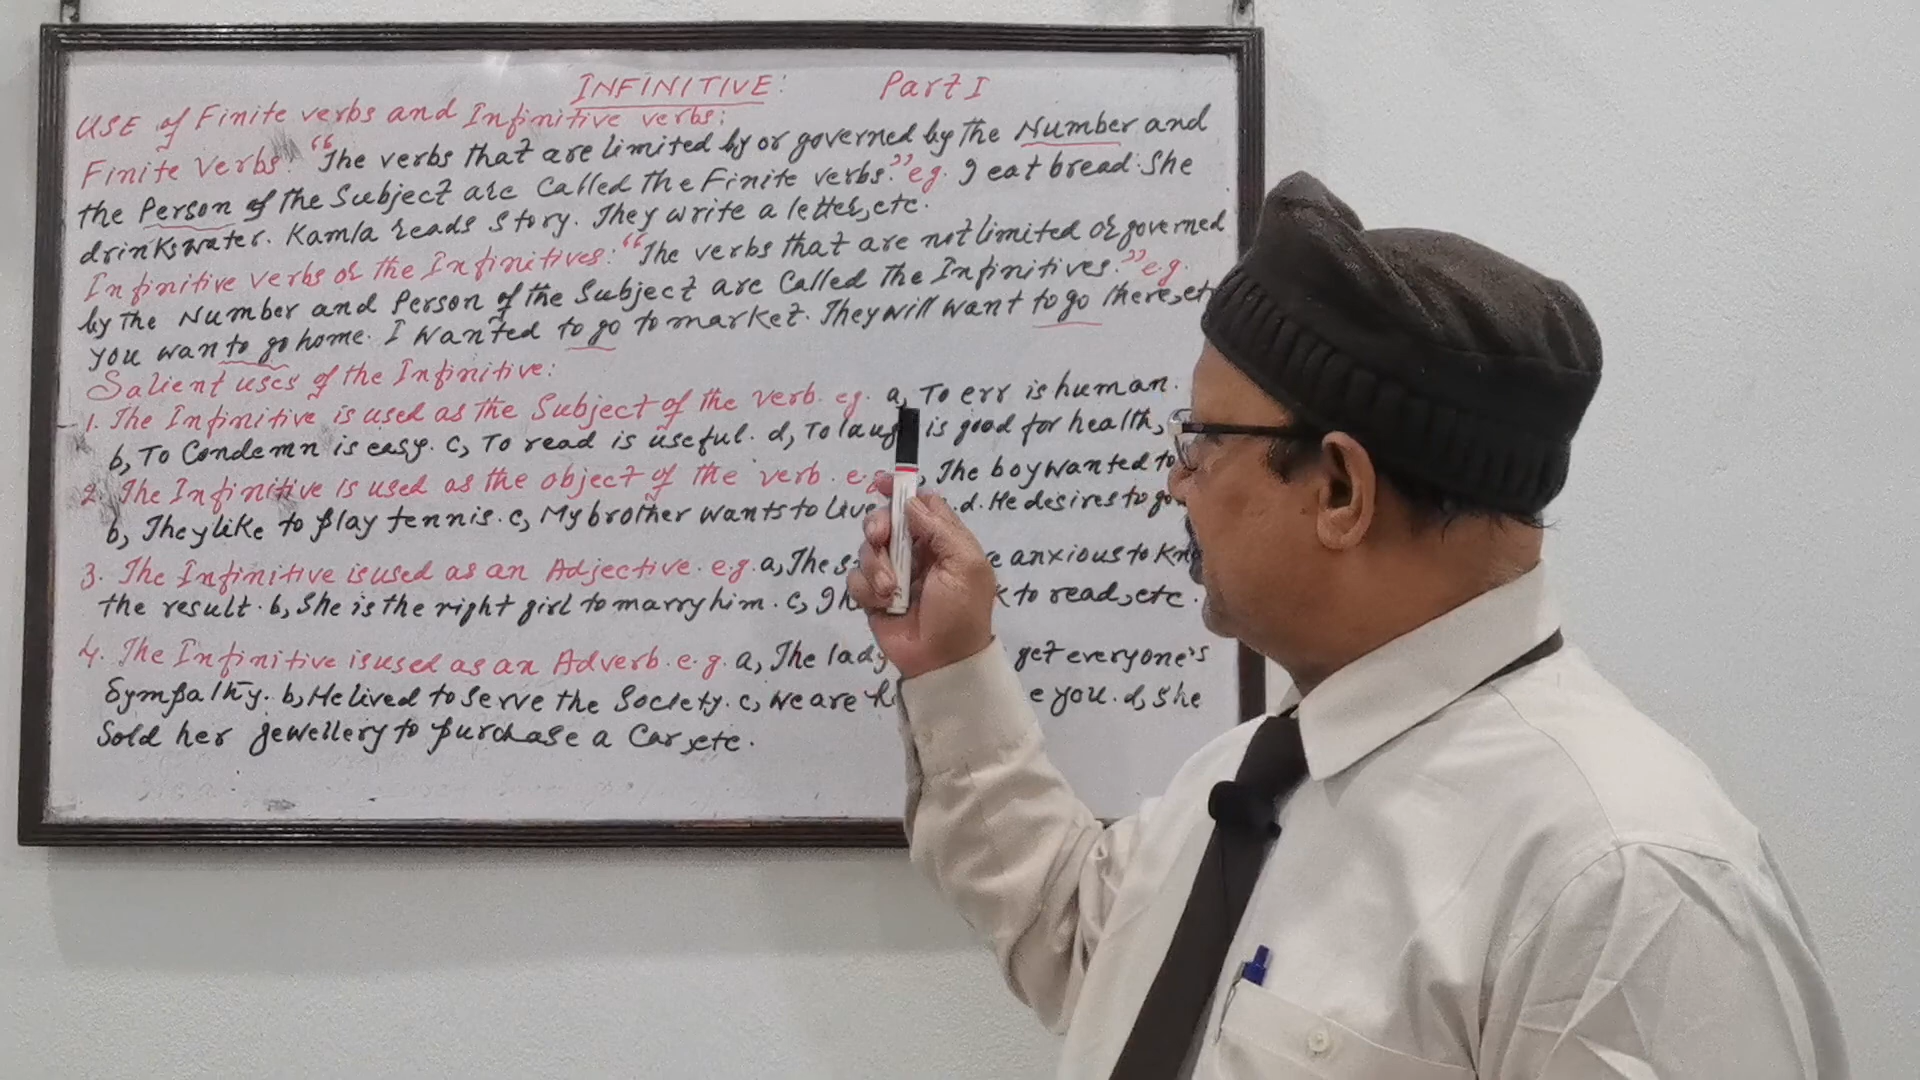 INFINITIVE: Part I
USE of Finite verbs and Infinitive verbs:
Finite Verbs: "The verbs that are limited by or governed by the Number and
the Person of the Subject are Called the Finite verbs." eg. I eat bread. She
drinks water. Kamla reads story. They write a letter, etc.
Infinitive verbs or the Infinitives: "The verbs that are not limited or governed
by the Number and Person of the Subject are Called the Infinitives." e.g.
you want to go home. I wanted to go to market. They will want to go there, etc
Salient uses of the Infinitive:
1. The Infinitive is used as the Subject of the verb. eg. a, To err is human.
b, To Condemn is easy. c, To read is useful. d, To laugh is good for health,
2. The Infinitive is used as the object of the verb. e.g , The boy wanted to
b, They like to play tennis. c, My brother wants to live .d. He desires to go
3. The Infinitive is used as an Adjective. e.g. a, The anxious to
the result. b, She is the right girl to marry him. c, I to read, etc.
4. The Infinitive is used as an Adverb. e.g. a, The lady get everyone's
Sympathy. b, He lived to serve the Society. c, we are you. d, She
Sold her jewellery to purchase a Car, etc.